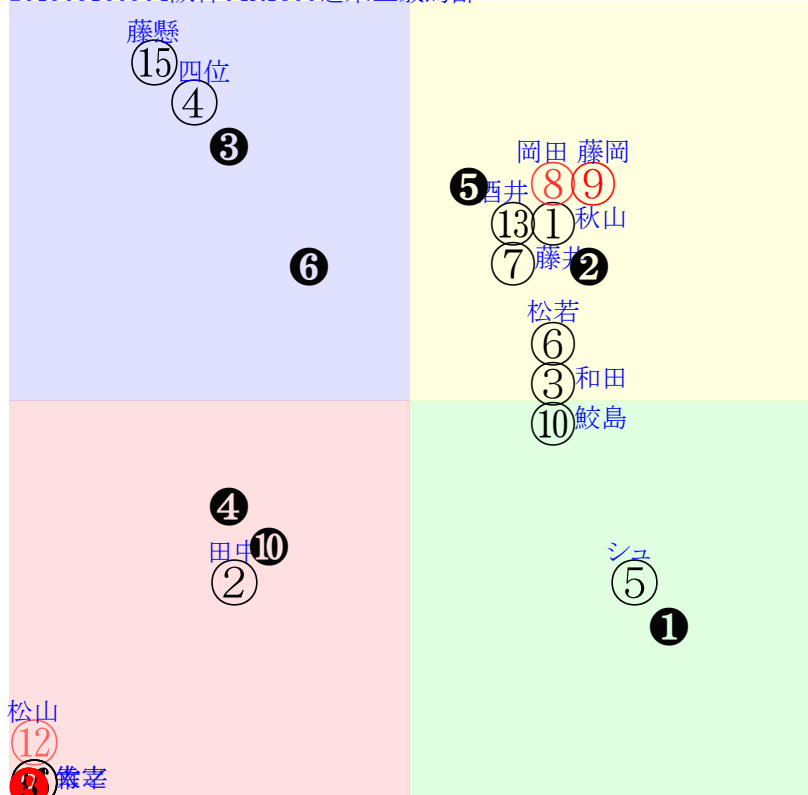 藤懸
⑮
四位
④
❸
岡田 藤岡
❺
酒井
⑧ ⑨
⑬ ① 秋山
⑦ 藤井 ❷
❻
松若
⑥
③ 和田
⑩ 鮫島
❹
田中 ❿
②
シュ
⑤
❶
松山
⑫